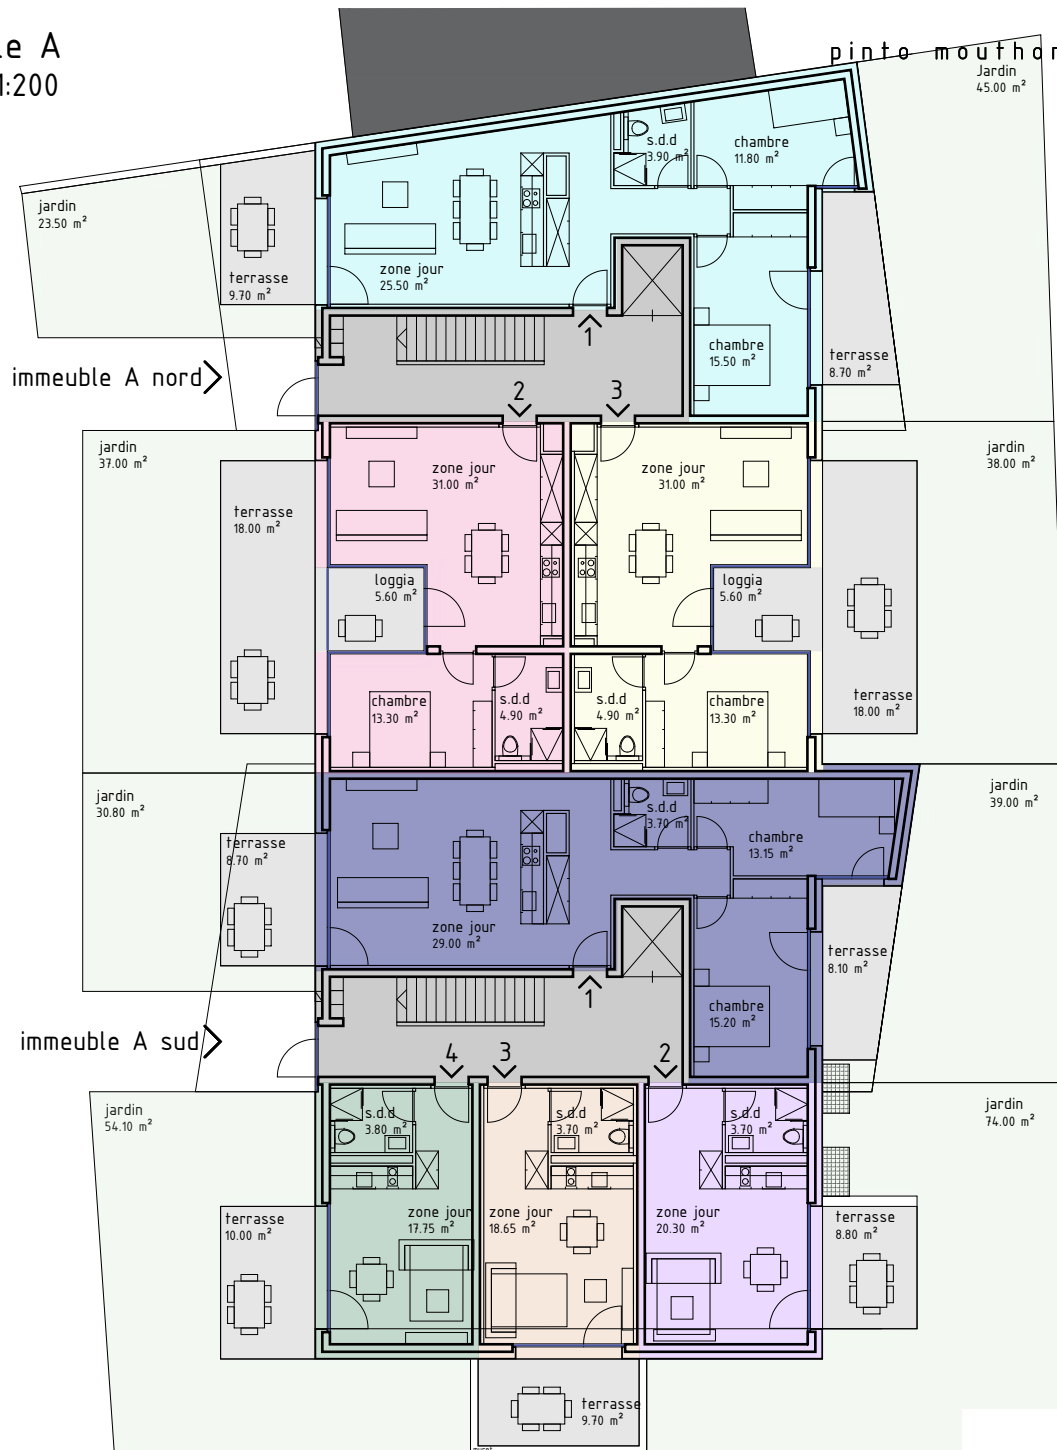 le A
1:200
pinto mouthon
Jardin
45.00 m²
s.d.d
3.90 m²
chambre
11.80 m²
jardin
23.50 m²
terrasse
9.70 m²
zone jour
25.50 m²
chambre
15.50 m²
terrasse
8.70 m²
1
immeuble A nord
2
3
jardin
37.00 m²
terrasse
18.00 m²
zone jour
31.00 m²
zone jour
31.00 m²
jardin
38.00 m²
loggia
5.60 m²
loggia
5.60 m²
chambre
13.30 m²
s.d.d
4.90 m²
s.d.d
4.90 m²
chambre
13.30 m²
terrasse
18.00 m²
jardin
30.80 m²
terrasse
8.70 m²
s.d.d
3.70 m²
chambre
13.15 m²
jardin
39.00 m²
zone jour
29.00 m²
terrasse
8.10 m²
chambre
15.20 m²
1
immeuble A sud
4
3
2
jardin
54.10 m²
s.d.d
3.80 m²
s.d.d
3.70 m²
s.d.d
3.70 m²
jardin
74.00 m²
terrasse
10.00 m²
zone jour
17.75 m²
zone jour
18.65 m²
zone jour
20.30 m²
terrasse
8.80 m²
terrasse
9.70 m²